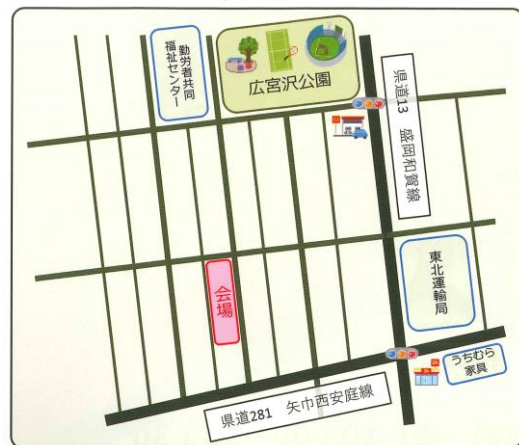 勤労者共同
福祉センター
広宮沢公園
県道13 盛岡和賀線
会場
東北運輸局
うちむら
家具
県道281 矢巾西安庭線